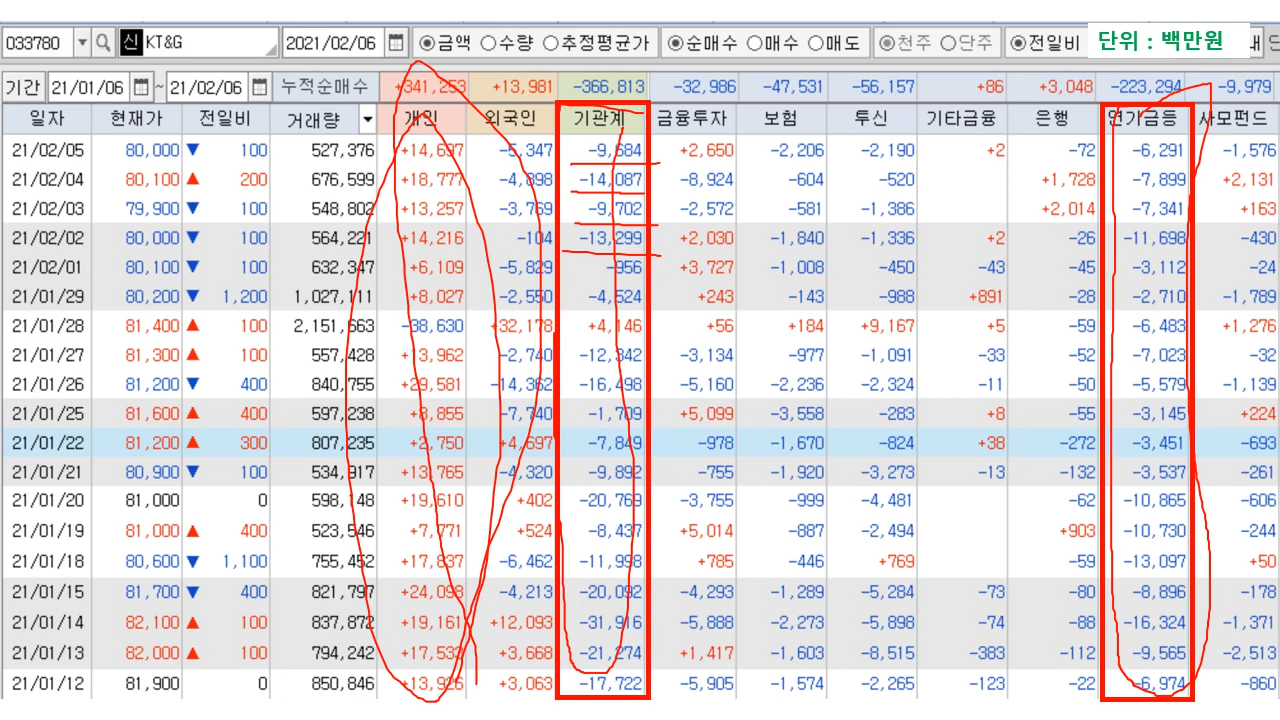 033780 신 KT&G 2021/02/06 금액 수량 추정평균가 순매수 매수 매도 천주 단주 전일비 단위 : 백만원
기간 21/01/06 ~ 21/02/06 누적순매수 +341,253 +13,981 -366,813 -32,986 -47,531 -56,157 +86 +3,048 -223,294 -9,979
일자 현재가 전일비 거래량 개인 외국인 기관계 금융투자 보험 투신 기타금융 은행 연기금등 사모펀드
21/02/05 80,000 ▼ 100 527,376 +14,637 -5,347 -9,684 +2,650 -2,206 -2,190 +2 -72 -6,291 -1,576
21/02/04 80,100 ▲ 200 676,599 +18,777 -4,898 -14,087 -8,924 -604 -520 +1,728 -7,899 +2,131
21/02/03 79,900 ▼ 100 548,802 +13,257 -3,769 -9,702 -2,572 -581 -1,386 +2,014 -7,341 +163
21/02/02 80,000 ▼ 100 564,221 +14,216 -104 -13,299 +2,030 -1,840 -1,336 +2 -26 -11,698 -430
21/02/01 80,100 ▼ 100 632,347 +6,109 -5,829 -956 +3,727 -1,008 -450 -43 -45 -3,112 -24
21/01/29 80,200 ▼ 1,200 1,027,111 +8,027 -2,550 -4,524 +243 -143 -988 +891 -28 -2,710 -1,789
21/01/28 81,400 ▲ 100 2,151,663 -38,630 +32,178 +4,146 +56 +184 +9,167 +5 -59 -6,483 +1,276
21/01/27 81,300 ▲ 100 557,428 +13,962 -2,740 -12,342 -3,134 -977 -1,091 -33 -52 -7,023 -32
21/01/26 81,200 ▼ 400 840,755 +29,581 -14,362 -16,498 -5,160 -2,236 -2,324 -11 -50 -5,579 -1,139
21/01/25 81,600 ▲ 400 597,238 +8,855 -7,740 -1,709 +5,099 -3,558 -283 +8 -55 -3,145 +224
21/01/22 81,200 ▲ 300 807,235 +2,750 +4,697 -7,849 -978 -1,670 -824 +38 -272 -3,451 -693
21/01/21 80,900 ▼ 100 534,917 +13,765 -4,320 -9,892 -755 -1,920 -3,273 -13 -132 -3,537 -261
21/01/20 81,000 0 598,148 +19,610 +402 -20,769 -3,755 -999 -4,481 -62 -10,865 -606
21/01/19 81,000 ▲ 400 523,546 +7,771 +524 -8,437 +5,014 -887 -2,494 +903 -10,730 -244
21/01/18 80,600 ▼ 1,100 755,452 +17,837 -6,462 -11,998 +785 -446 +769 -59 -13,097 +50
21/01/15 81,700 ▼ 400 821,797 +24,098 -4,213 -20,092 -4,293 -1,289 -5,284 -73 -80 -8,896 -178
21/01/14 82,100 ▲ 100 837,872 +19,161 +12,093 -31,916 -5,888 -2,273 -5,898 -74 -88 -16,324 -1,371
21/01/13 82,000 ▲ 100 794,242 +17,532 +3,668 -21,274 +1,417 -1,603 -8,515 -383 -112 -9,565 -2,513
21/01/12 81,900 0 850,846 +13,926 +3,063 -17,722 -5,905 -1,574 -2,265 -123 -22 -6,974 -860